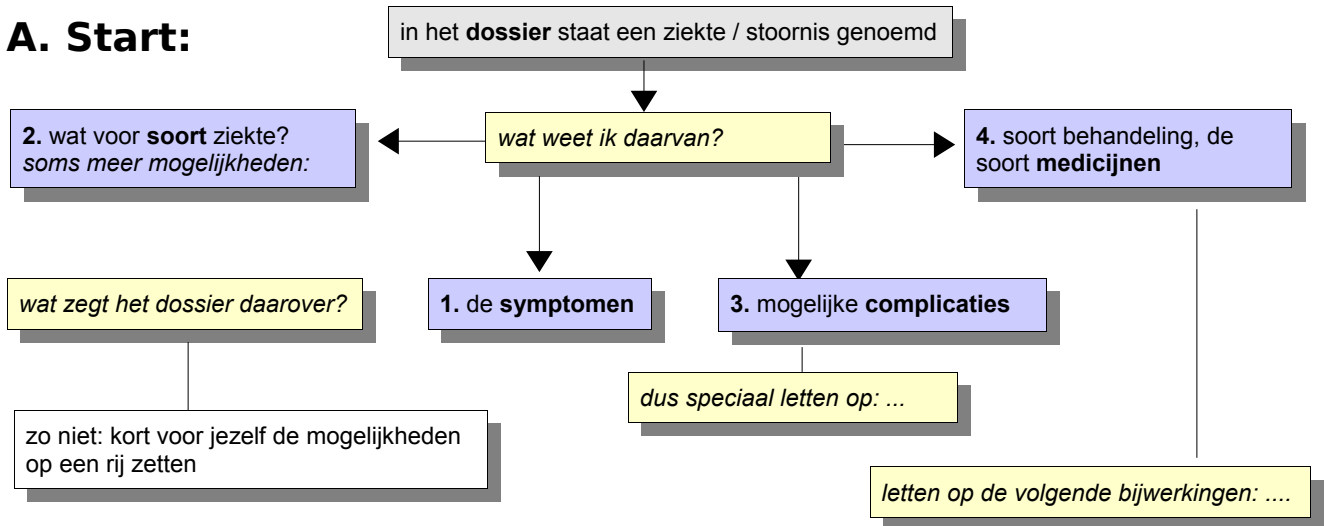 A. Start:
in het dossier staat een ziekte / stoornis genoemd
2. wat voor soort ziekte?
soms meer mogelijkheden:
wat weet ik daarvan?
4. soort behandeling, de
soort medicijnen
wat zegt het dossier daarover?
1. de symptomen
3. mogelijke complicaties
dus speciaal letten op: ...
zo niet: kort voor jezelf de mogelijkheden
op een rij zetten
letten op de volgende bijwerkingen: ....